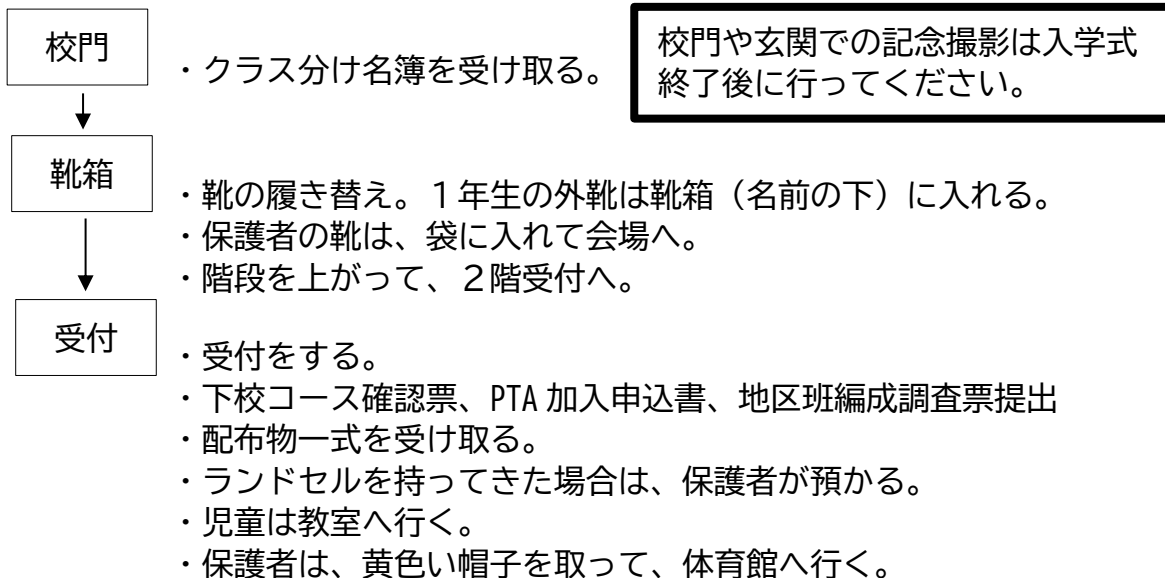 校門
・クラス分け名簿を受け取る。
校門や玄関での記念撮影は入学式
終了後に行ってください。
靴箱
・靴の履き替え。１年生の外靴は靴箱（名前の下）に入れる。
・保護者の靴は、袋に入れて会場へ。
・階段を上がって、２階受付へ。
受付
・受付をする。
・下校コース確認票、PTA加入申込書、地区班編成調査票提出
・配布物一式を受け取る。
・ランドセルを持ってきた場合は、保護者が預かる。
・児童は教室へ行く。
・保護者は、黄色い帽子を取って、体育館へ行く。